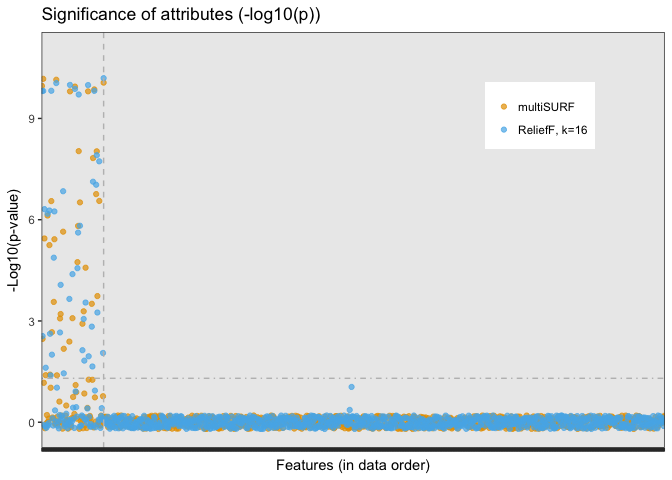 Significance of attributes (-log10(p))
-Log10(p-value)
9
6
3
0
multiSURF
ReliefF, k=16
Features (in data order)